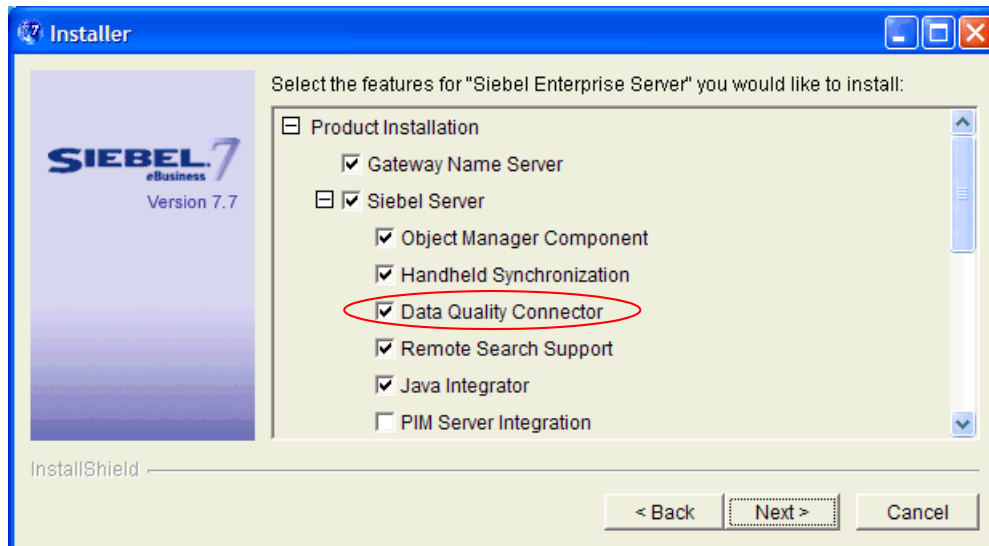 Installer
Select the features for "Siebel Enterprise Server" you would like to install:
Product Installation
Gateway Name Server
Siebel Server
Object Manager Component
Handheld Synchronization
Data Quality Connector
Remote Search Support
Java Integrator
PIM Server Integration
SIEBEL.7
eBusiness
Version 7.7
InstallShield
< Back
Next >
Cancel